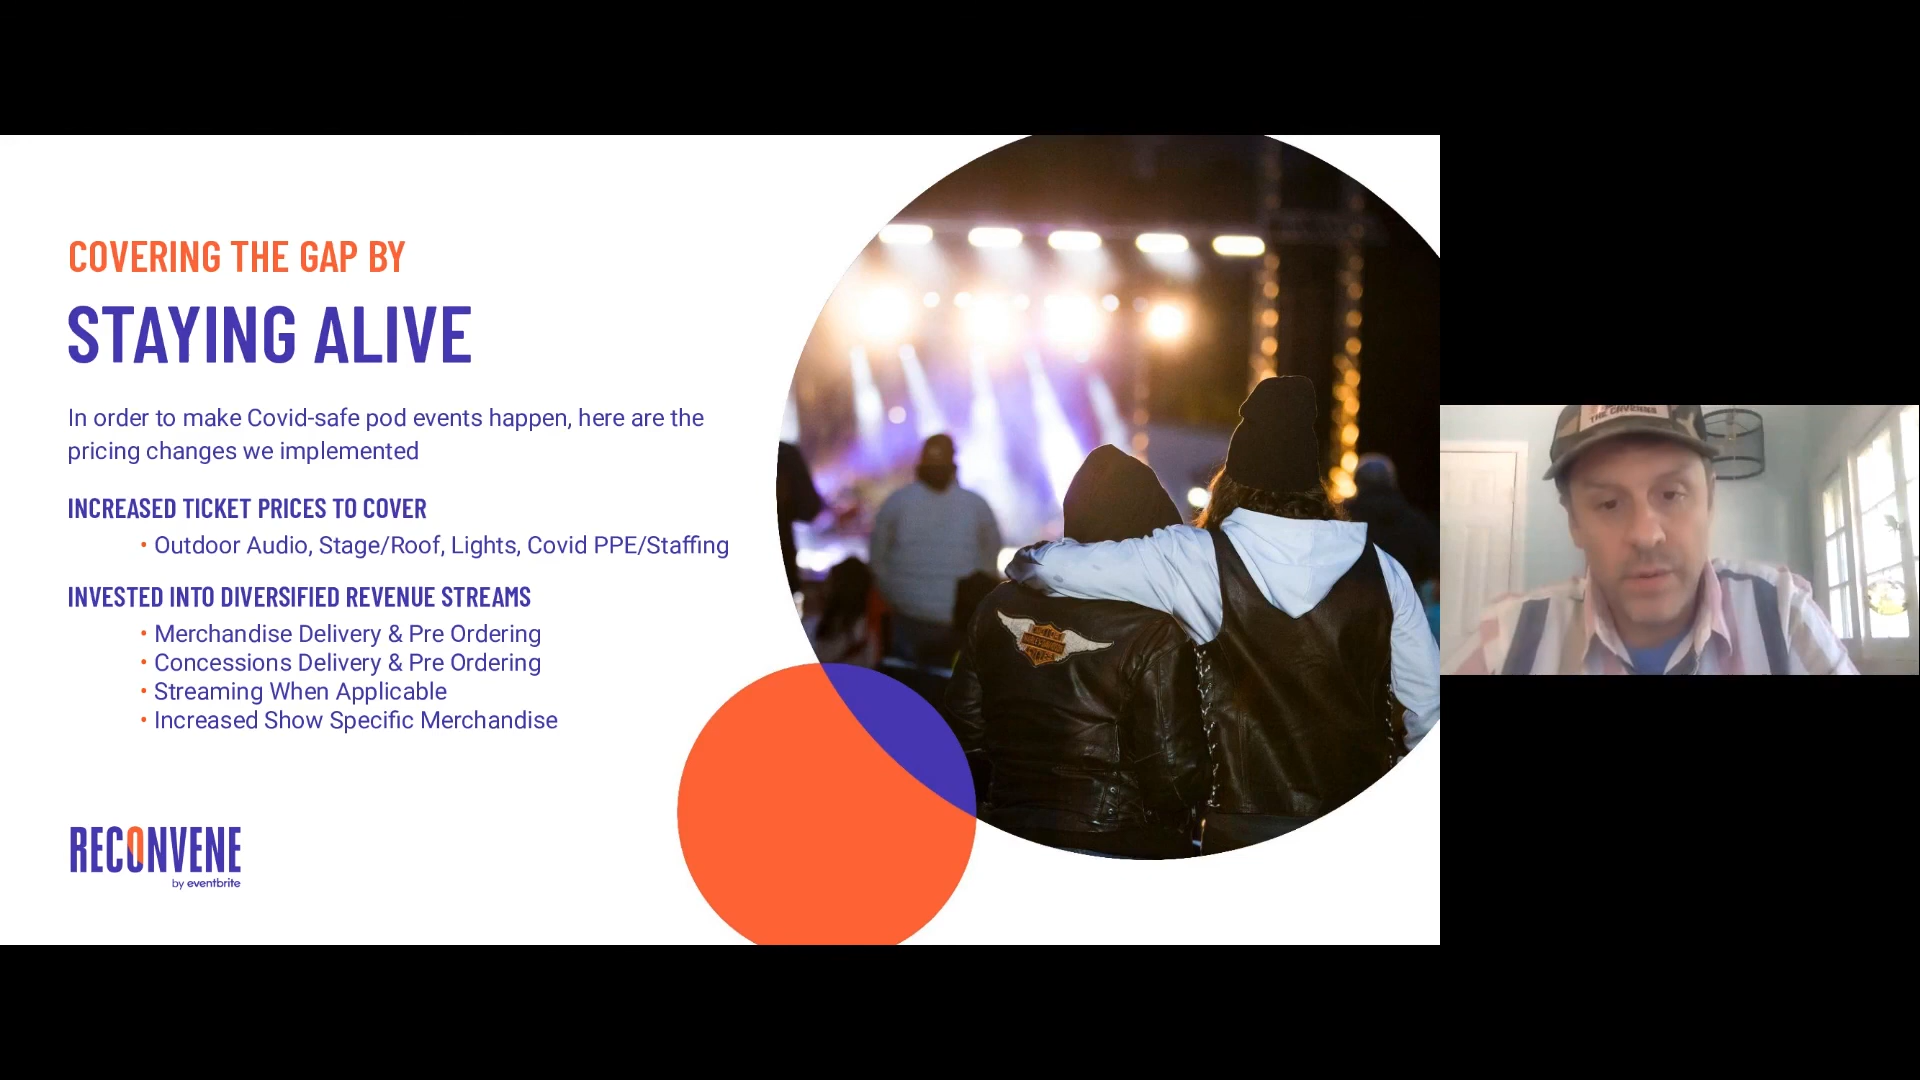 COVERING THE GAP BY
STAYING ALIVE
In order to make Covid-safe pod events happen, here are the
pricing changes we implemented
INCREASED TICKET PRICES TO COVER
• Outdoor Audio, Stage/Roof, Lights, Covid PPE/Staffing
INVESTED INTO DIVERSIFIED REVENUE STREAMS
• Merchandise Delivery & Pre Ordering
• Concessions Delivery & Pre Ordering
• Streaming When Applicable
• Increased Show Specific Merchandise
RECONVENE
by eventbrite
THE CAVERNS